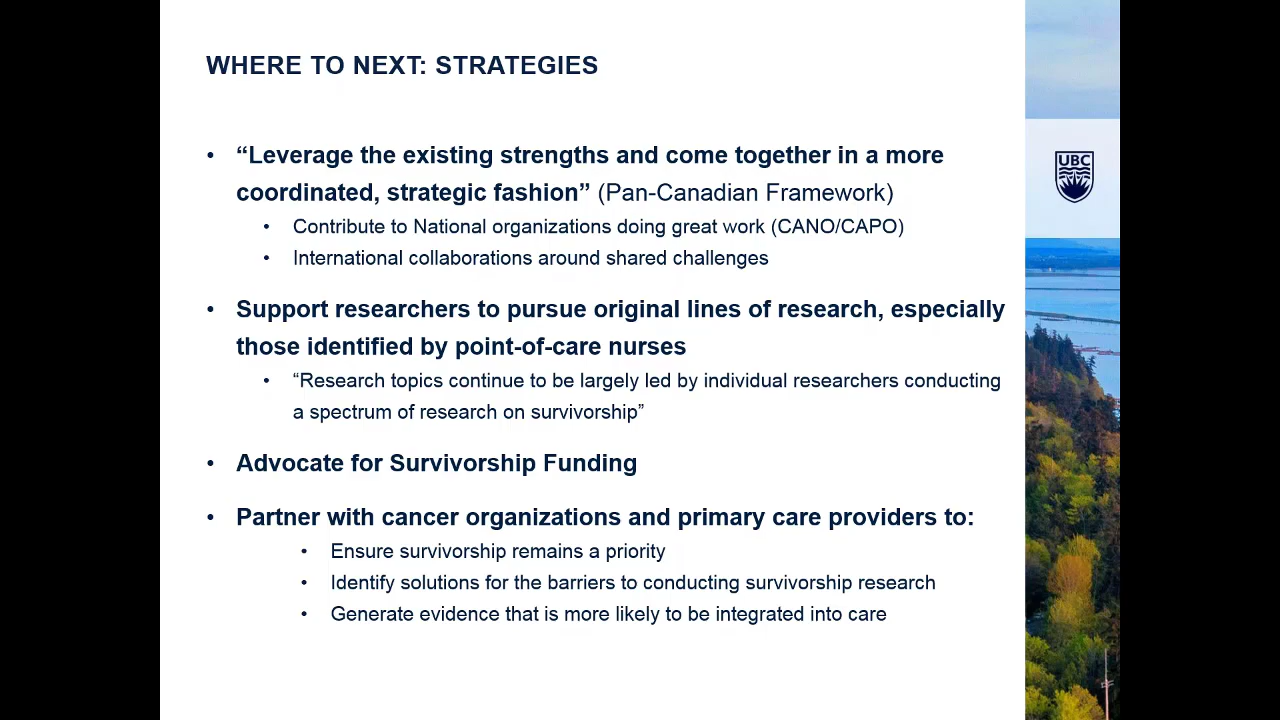 WHERE TO NEXT: STRATEGIES
• “Leverage the existing strengths and come together in a more
coordinated, strategic fashion” (Pan-Canadian Framework)
• Contribute to National organizations doing great work (CANO/CAPO)
• International collaborations around shared challenges
• Support researchers to pursue original lines of research, especially
those identified by point-of-care nurses
• “Research topics continue to be largely led by individual researchers conducting
a spectrum of research on survivorship”
• Advocate for Survivorship Funding
• Partner with cancer organizations and primary care providers to:
• Ensure survivorship remains a priority
• Identify solutions for the barriers to conducting survivorship research
• Generate evidence that is more likely to be integrated into care
UBC